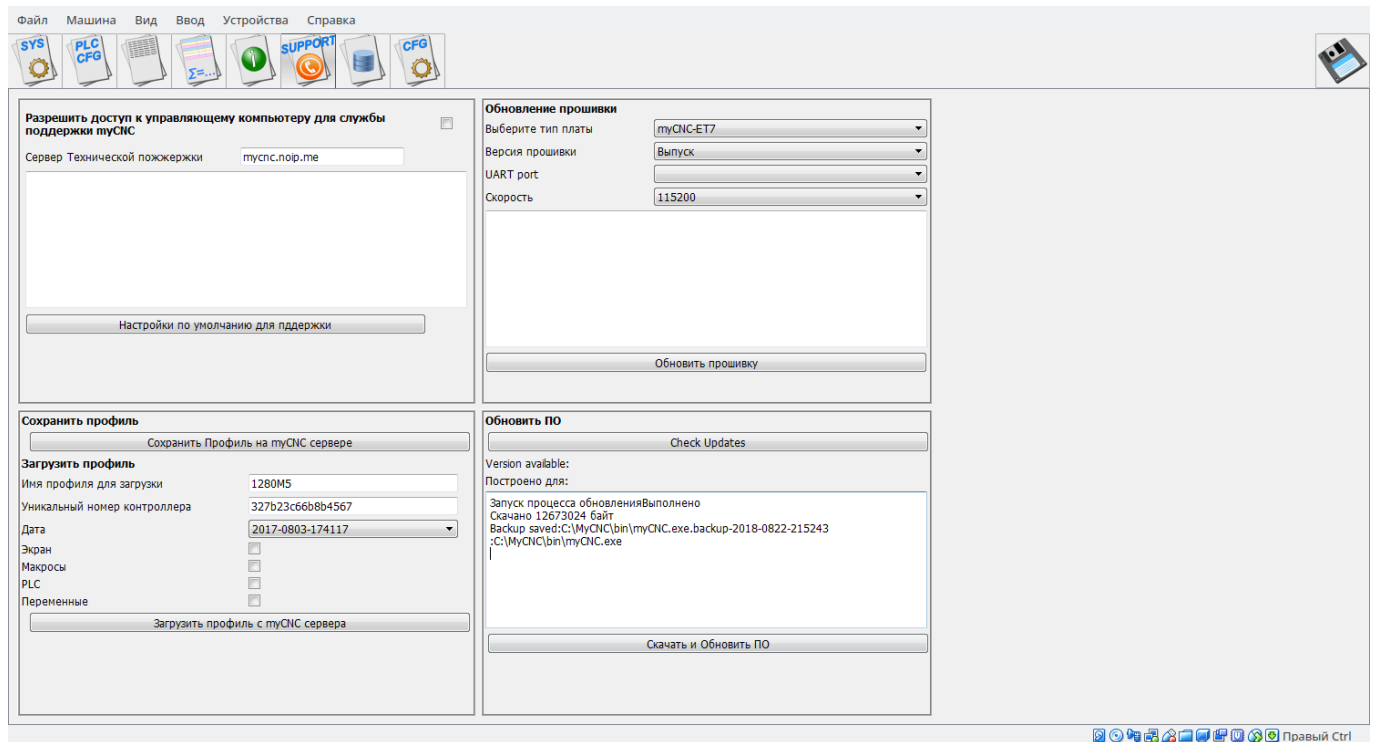 Файл Машина Вид Ввод Устройства Справка
SYS
PLC
CFG
Σ=...
i
SUPPORT
CFG
Разрешить доступ к управляющему компьютеру для службы
поддержки myCNC
Сервер Технической пожжержки mycnc.noip.me
Настройки по умолчанию для пддержки
Обновление прошивки
Выберите тип платы myCNC-ET7
Версия прошивки Выпуск
UART port
Скорость 115200
Обновить прошивку
Сохранить профиль
Сохранить Профиль на myCNC сервере
Загрузить профиль
Имя профиля для загрузки 1280M5
Уникальный номер контроллера 327b23c66b8b4567
Дата 2017-0803-174117
Экран
Макросы
PLC
Переменные
Загрузить профиль с myCNC сервера
Обновить ПО
Check Updates
Version available:
Построено для:
Запуск процесса обновленияВыполнено
Скачано 12673024 байт
Backup saved:C:\MyCNC\bin\myCNC.exe.backup-2018-0822-215243
:C:\MyCNC\bin\myCNC.exe
Скачать и Обновить ПО
Правый Ctrl